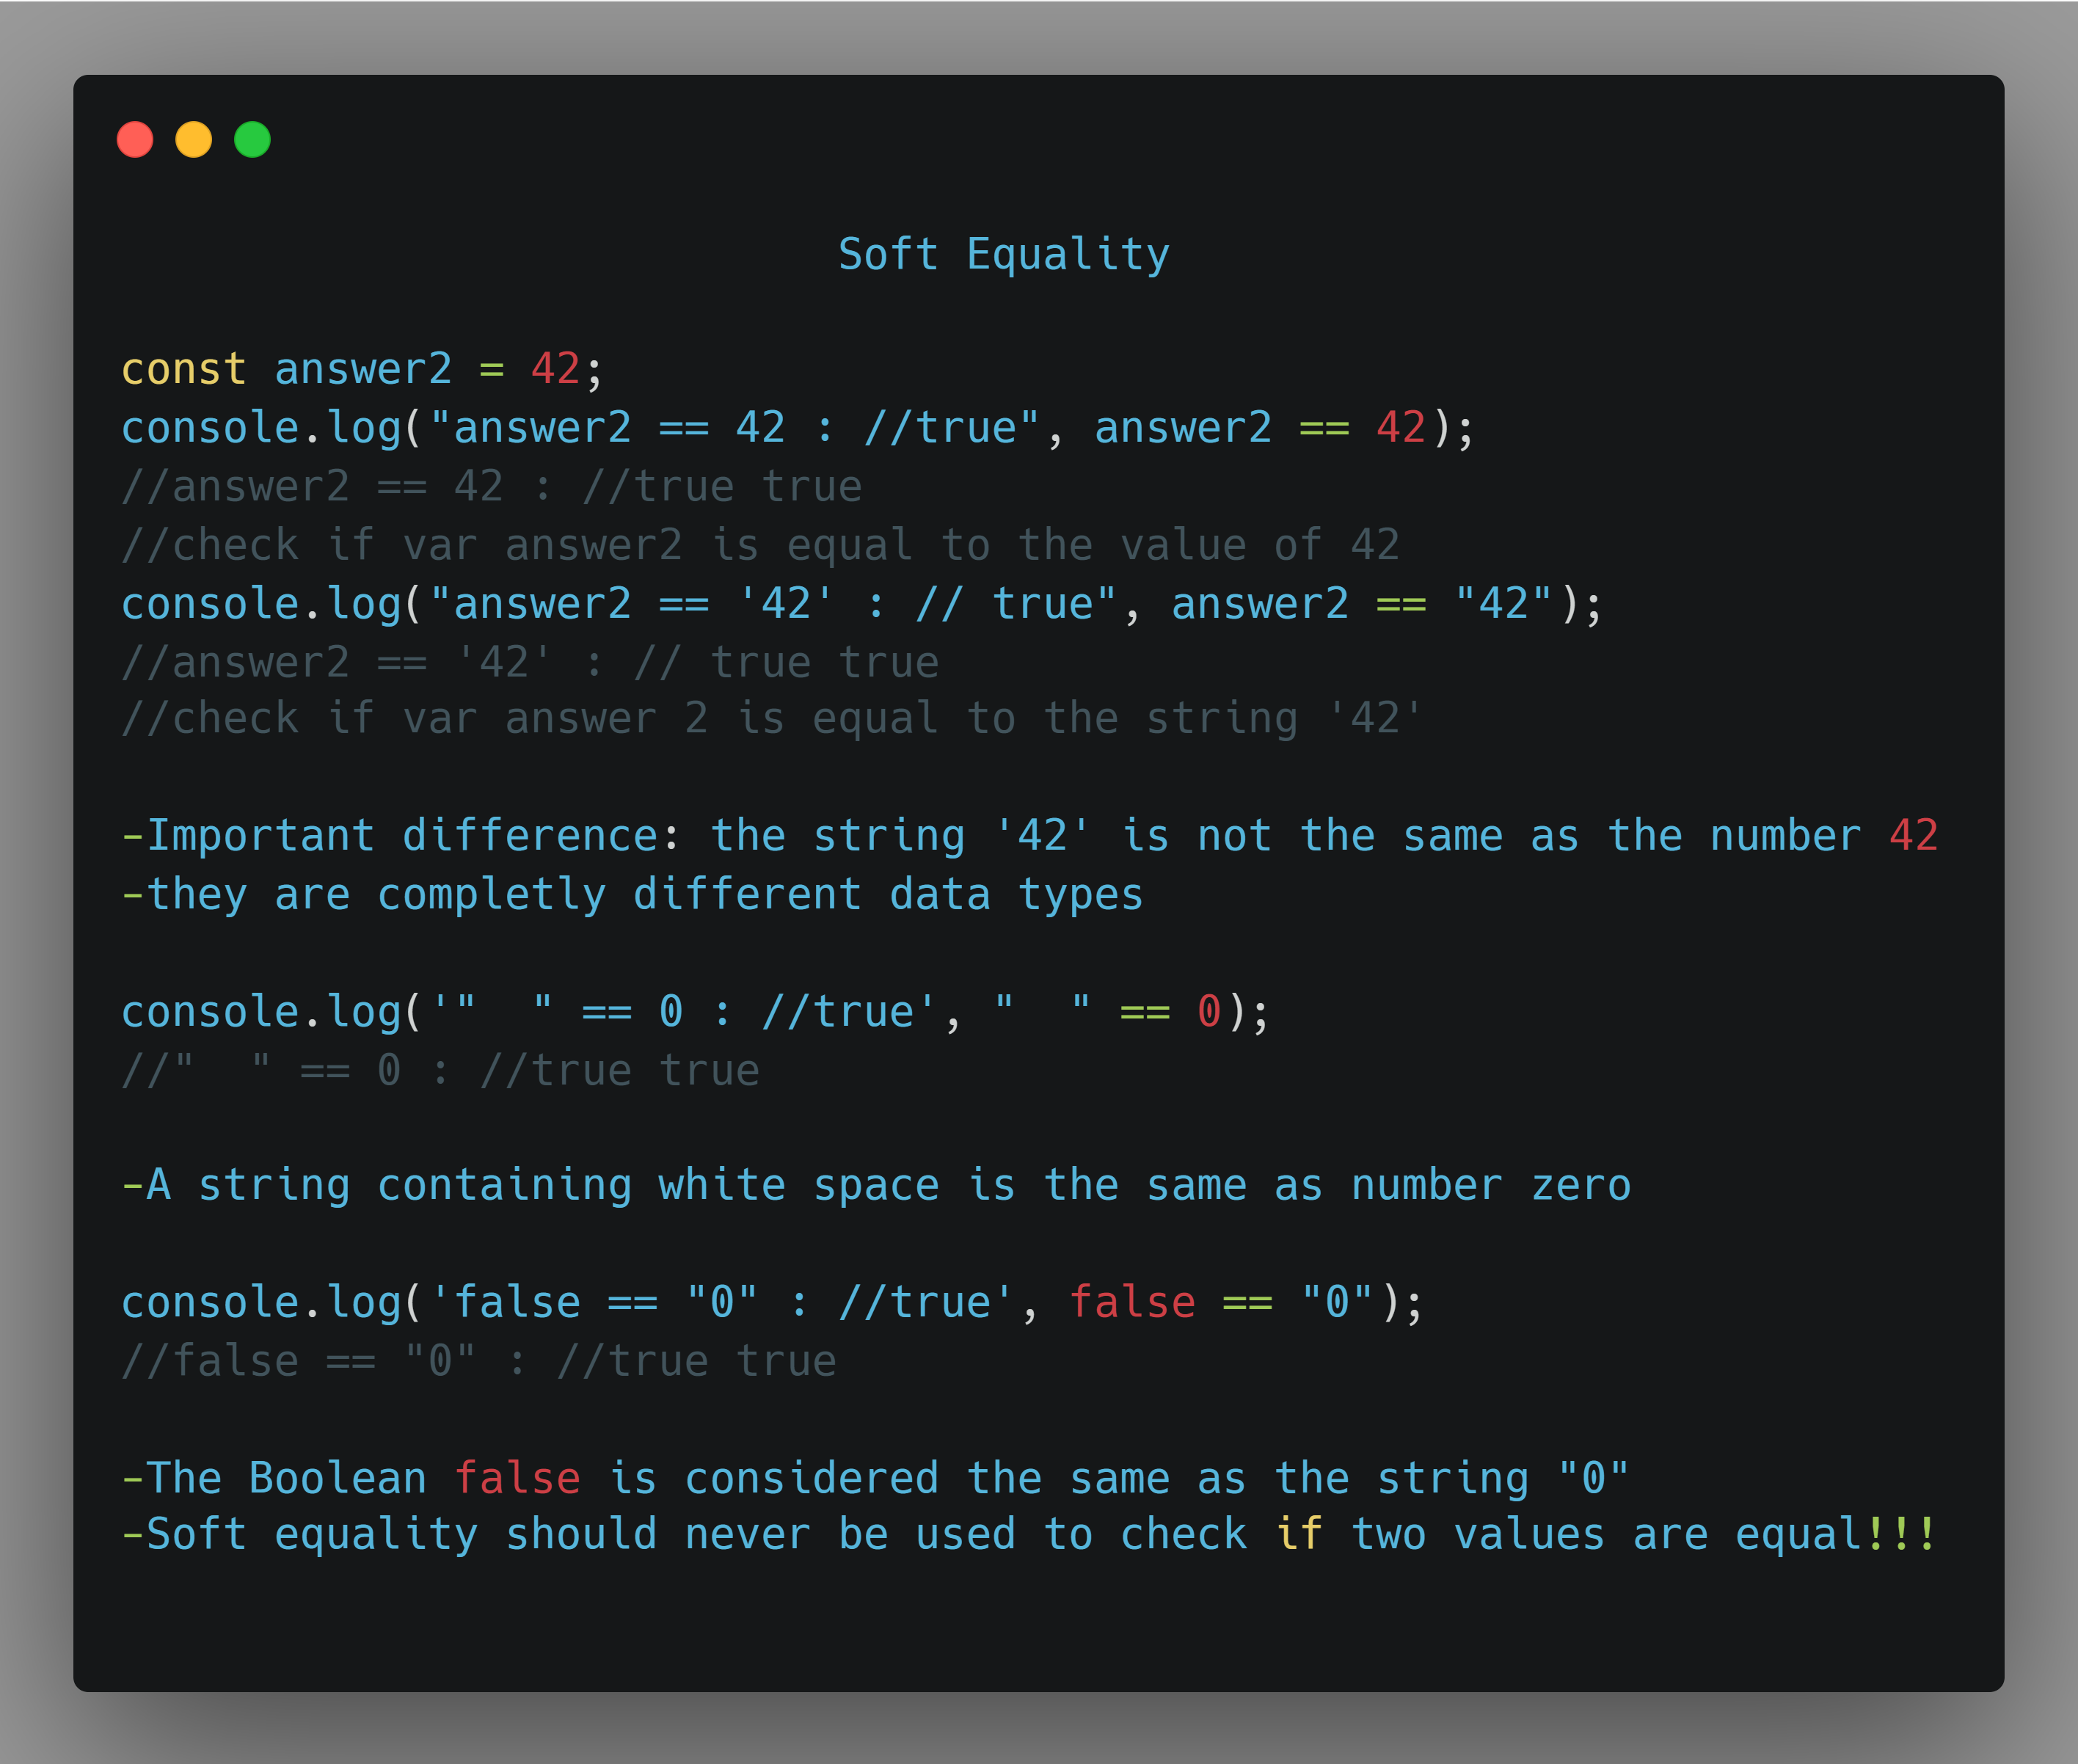 Soft Equality
const answer2 = 42;
console.log("answer2 == 42 : //true", answer2 == 42);
//answer2 == 42 : //true true
//check if var answer2 is equal to the value of 42
console.log("answer2 == '42' : // true", answer2 == "42");
//answer2 == '42' : // true true
//check if var answer 2 is equal to the string '42'
-Important difference: the string '42' is not the same as the number 42
-they are completly different data types
console.log('"  " == 0 : //true', "  " == 0);
//"  " == 0 : //true true
-A string containing white space is the same as number zero
console.log('false == "0" : //true', false == "0");
//false == "0" : //true true
-The Boolean false is considered the same as the string "0"
-Soft equality should never be used to check if two values are equal!!!